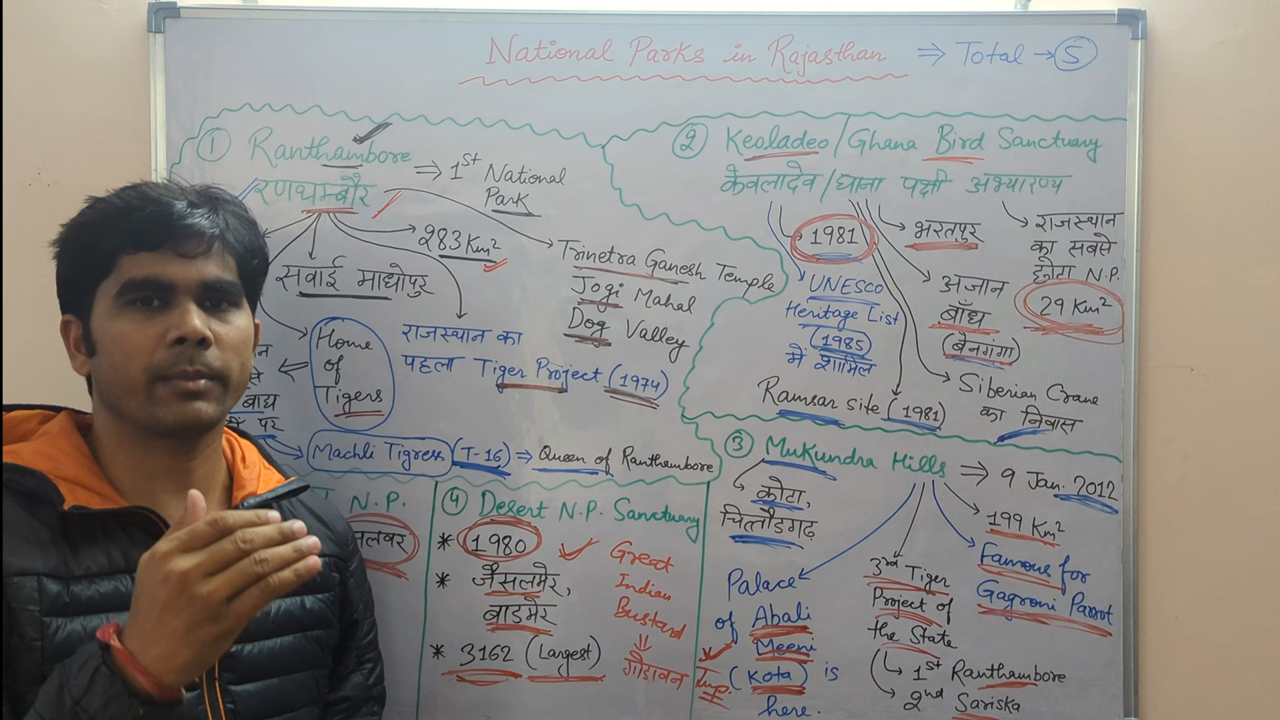 National Parks in Rajasthan ⇒ Total → 5
① Ranthambore ⇒ 1st National Park
रणथम्बौर
283 Km²
सवाई माधोपुर
Trinetra Ganesh Temple
Jogi Mahal
Dog Valley
Home
of
Tigers
राजस्थान का
पहला Tiger Project (1974)
बाघ
पर
Machli Tigress (T-16) ⇒ Queen of Ranthambore
② Keoladeo/Ghana Bird Sanctuary
केवलादेव/घाना पक्षी अभ्यारण्य
1981
UNESCO
Heritage List
(1985)
में शामिल
Ramsar site (1981)
भरतपुर
अजान
बाँध
(बैनगंगा)
Siberian Crane
का निवास
राजस्थान
का सबसे
छोटा N.P.
29 Km²
③ Mukundra Hills ⇒ 9 Jan. 2012
कोटा,
चित्तौडगढ़
199 Km²
Famous for
Gagroni Parrot
3rd Tiger
Project of
the State
↳ 1st Ranthambore
↳ 2nd Sariska
Palace
of Abali
Meeni
(Kota) is
here.
Imp.
④ Desert N.P. Sanctuary
* 1980
* जैसलमेर,
बाडमेर
* 3162 (Largest)
Great
Indian
Bustard
⇓
गौडावन
N.P.